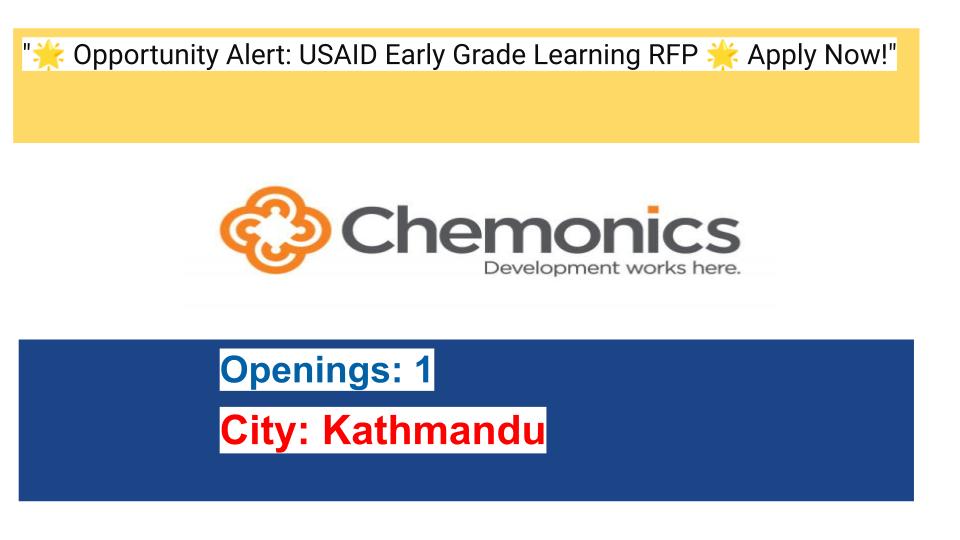 "🌟 Opportunity Alert: USAID Early Grade Learning RFP 🌟 Apply Now!"
Chemonics
Development works here.
Openings: 1
City: Kathmandu